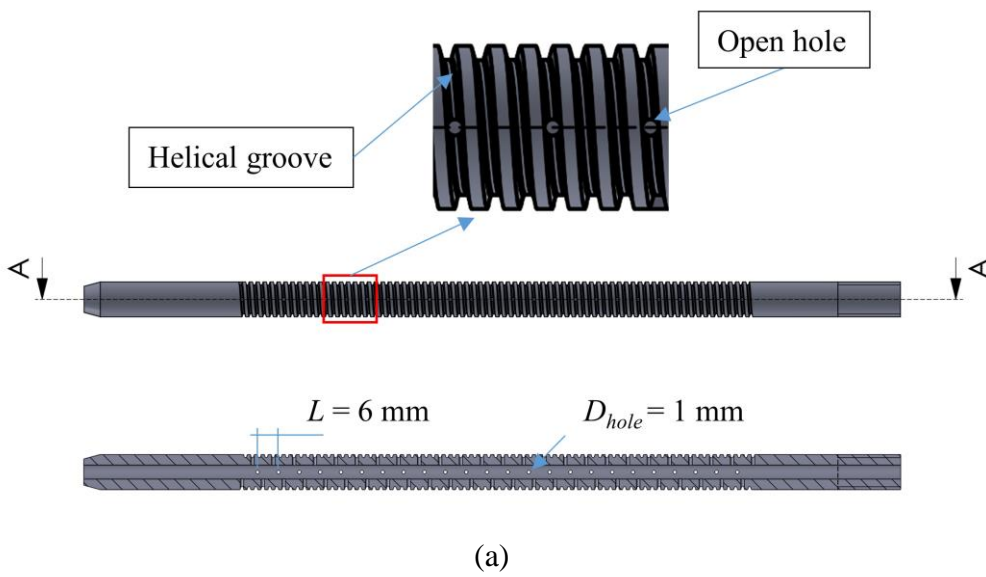 Open hole
Helical groove
A
A
L = 6 mm
D_hole = 1 mm
(a)